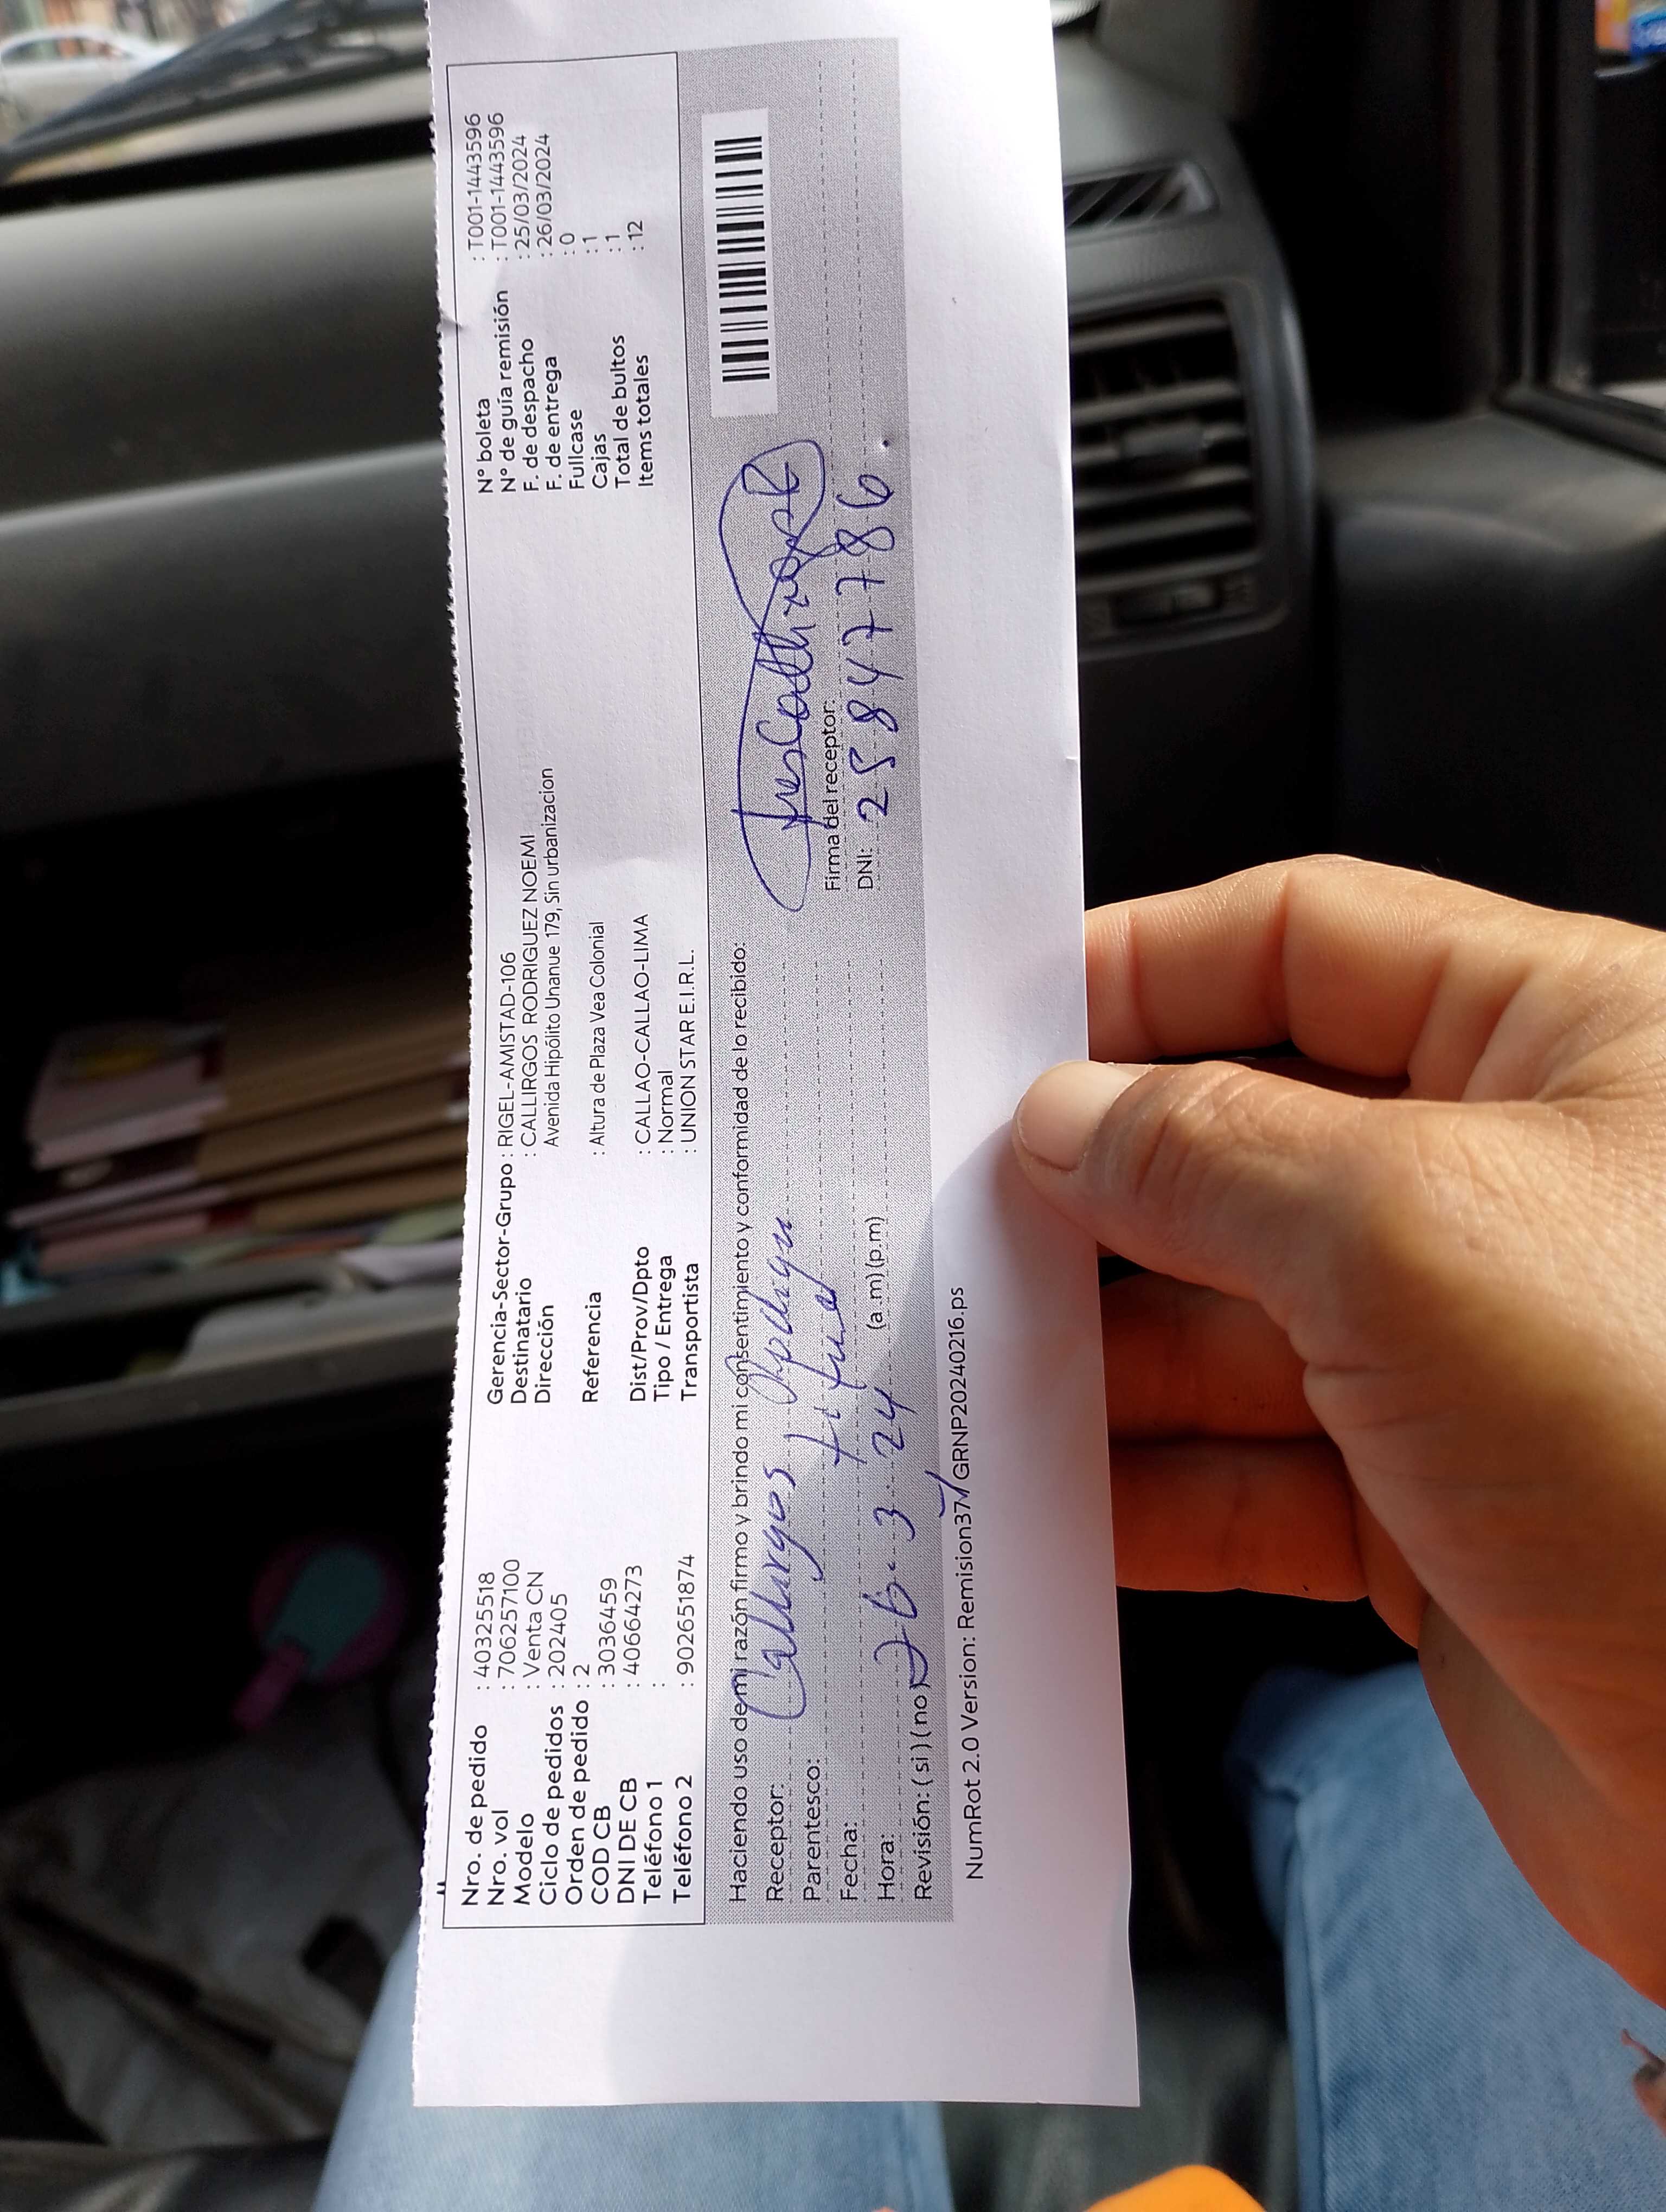 Nro. de pedido : 40325518
Nro. vol : 706257100
Modelo : Venta CN
Ciclo de pedidos : 202405
Orden de pedido : 2
COD CB : 3036459
DNI DE CB : 40664273
Teléfono 1 :
Teléfono 2 : 902651874
Gerencia-Sector-Grupo : RIGEL-AMISTAD-106
Destinatario : CALLIRGOS RODRIGUEZ NOEMI
Dirección Avenida Hipólito Unanue 179, Sin urbanizacion
Referencia : Altura de Plaza Vea Colonial
Dist/Prov/Dpto : CALLAO-CALLAO-LIMA
Tipo / Entrega : Normal
Transportista : UNION STAR E.I.R.L.
N° boleta : T001-1443596
N° de guía remisión : T001-1443596
F. de despacho : 25/03/2024
F. de entrega : 26/03/2024
Fullcase : 0
Cajas : 1
Total de bultos : 1
Items totales : 12
Haciendo uso de mi razón firmo y brindo mi consentimiento y conformidad de lo recibido:
Receptor: Callirgos
Parentesco:
Fecha:
Hora: 26-3-24 (a.m)(p.m)
Revisión: ( si ) ( no )
Firma del receptor:
DNI: 25847786.
NumRot 2.0 Version: Remision37V GRNP20240216.ps